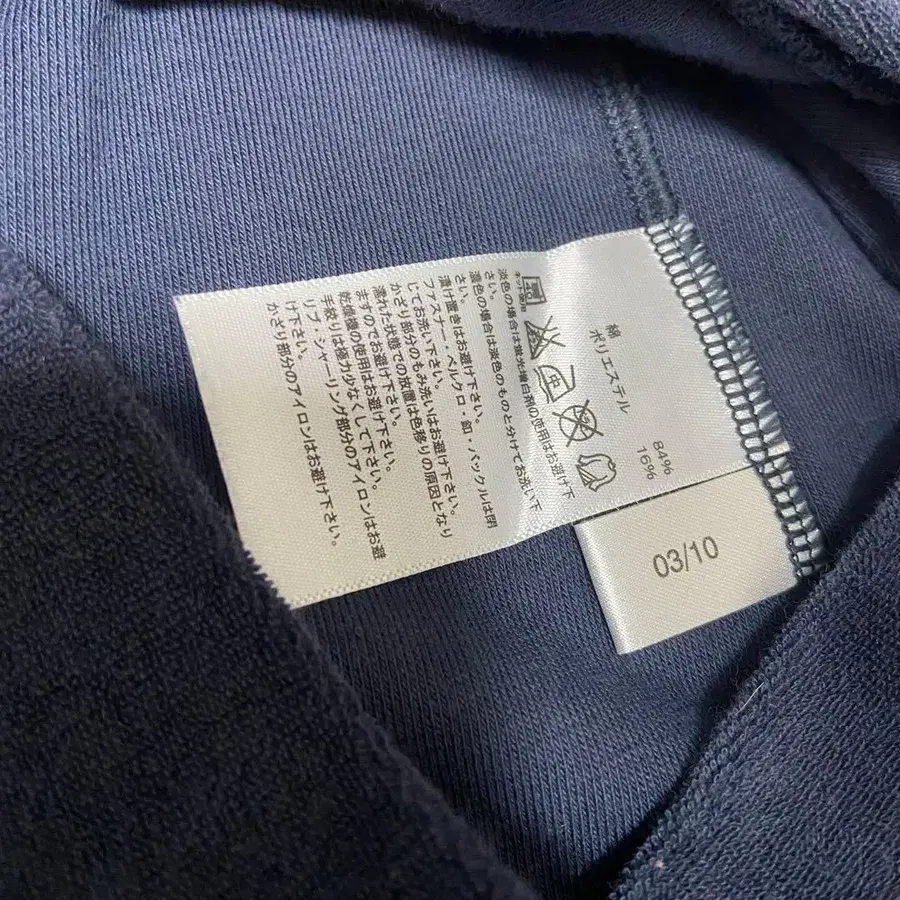 綿 84%
ポリエステル 16%
ネット使用
淡色の場合は蛍光増白剤の使用はお避け下
さい。
濃色の場合は淡色のものと分けてお洗い下
さい。
漬け置きはお避け下さい。
ファスナー・ベルクロ・釦・バックルは閉
じてお洗い下さい。
かざり部分のもみ洗いはお避け下さい。
濡れた状態での放置は色移りの原因となり
ますのでお避け下さい。
乾燥機の使用はお避け下さい。
手絞りは極力少なくして下さい。
リブ・シャーリング部分のアイロンはお避
け下さい。
かざり部分のアイロンはお避け下さい。
03/10